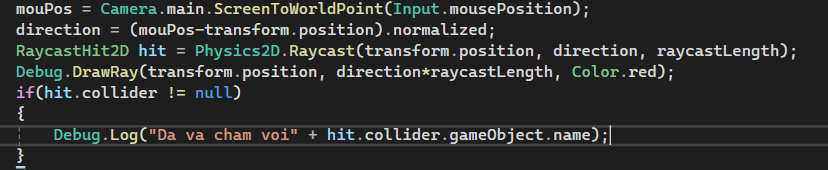 mouPos = Camera.main.ScreenToWorldPoint(Input.mousePosition);
direction = (mouPos-transform.position).normalized;
RaycastHit2D hit = Physics2D.Raycast(transform.position, direction, raycastLength);
Debug.DrawRay(transform.position, direction*raycastLength, Color.red);
if(hit.collider != null)
{
    Debug.Log("Da va cham voi" + hit.collider.gameObject.name);
}